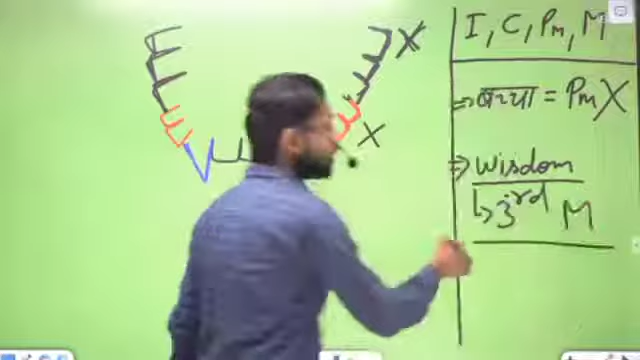 I, C, Pm, M
⇒ बच्चा = Pm X
⇒ wisdom
↳ 3rd M
X
X